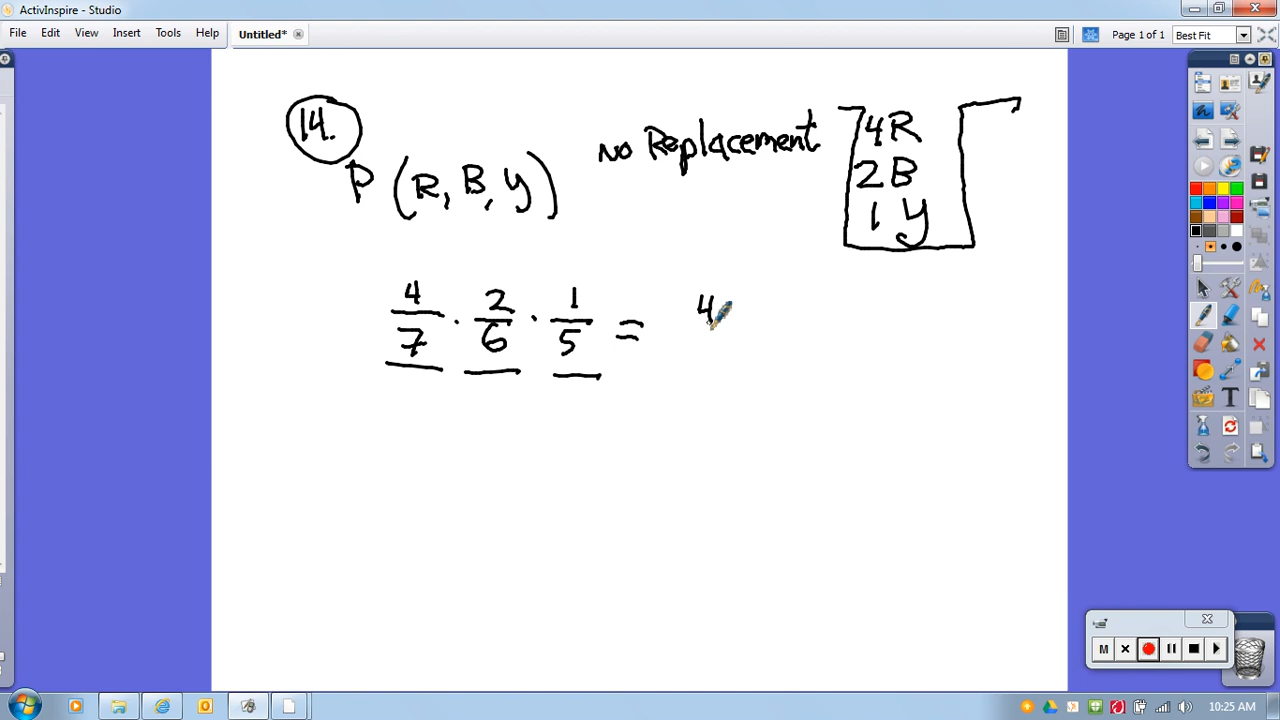 ActivInspire - Studio
File Edit View Insert Tools Help Untitled* Page 1 of 1 Best Fit
14.
P (R, B, Y) no Replacement
4R
2B
1 Y
4/7 · 2/6 · 1/5 = 4
M
T
10:25 AM